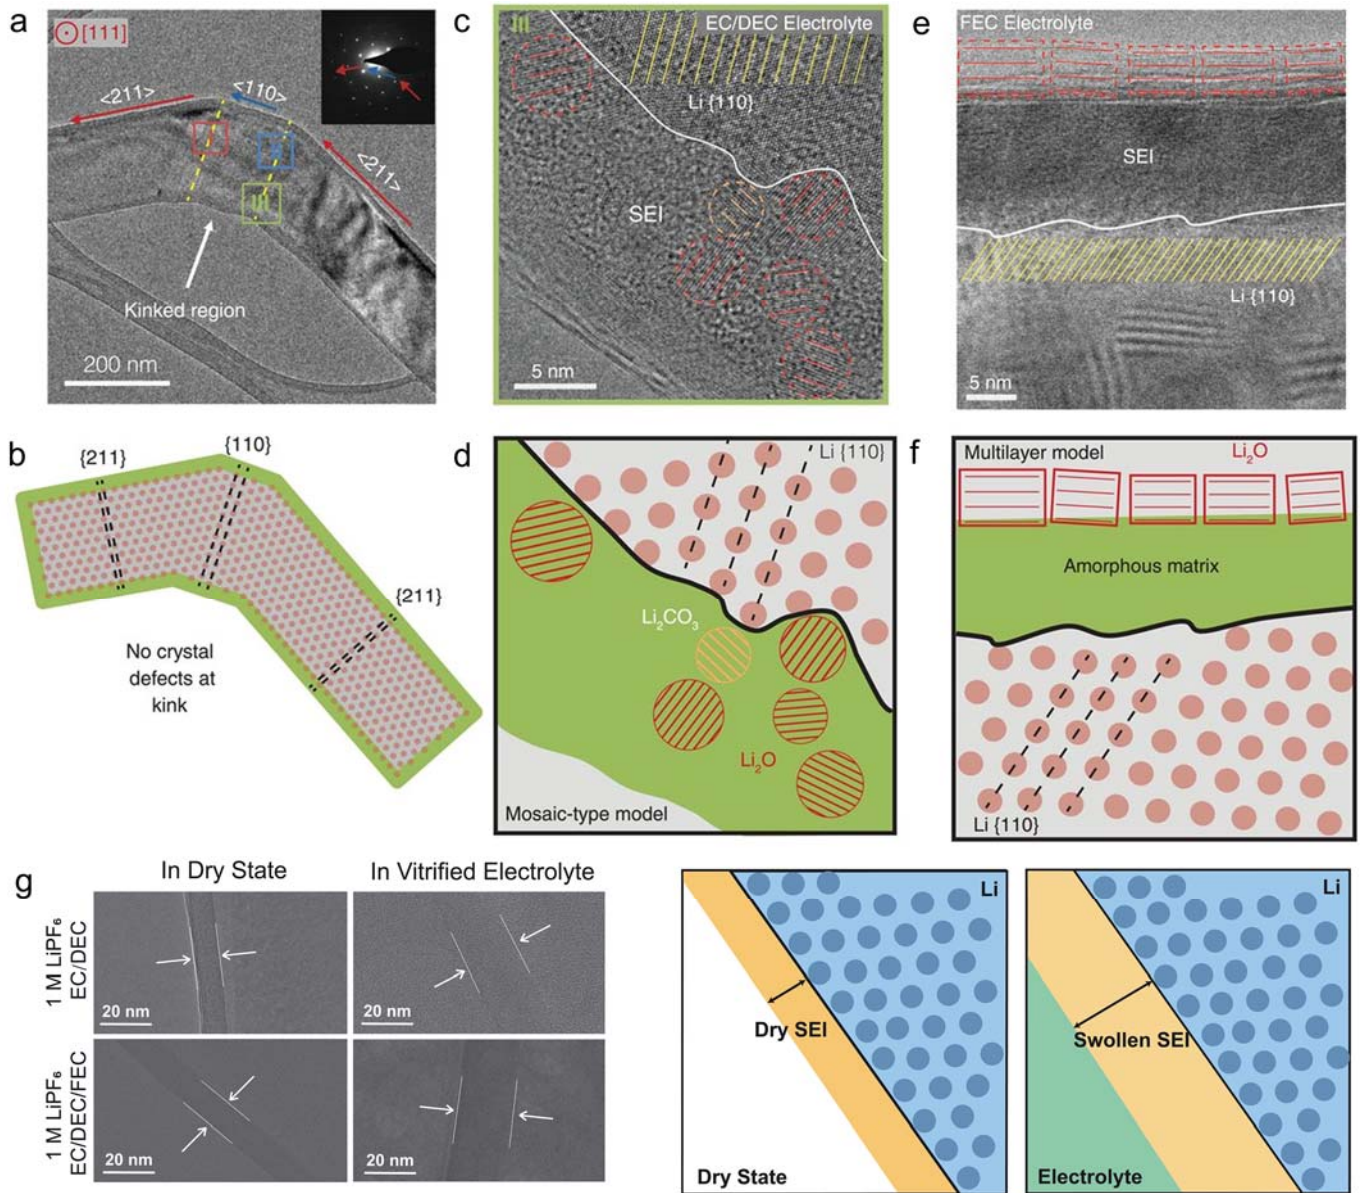 a
[111]
<211>
<110>
<211>
I
II
III
Kinked region
200 nm
b
{211}
{110}
{211}
No crystal
defects at
kink
c
III
EC/DEC Electrolyte
Li {110}
SEI
5 nm
d
Li {110}
Li₂CO₃
Li₂O
Mosaic-type model
e
FEC Electrolyte
SEI
Li {110}
5 nm
f
Multilayer model
Li₂O
Amorphous matrix
Li {110}
g
In Dry State
In Vitrified Electrolyte
1 M LiPF₆
EC/DEC
20 nm
20 nm
1 M LiPF₆
EC/DEC/FEC
20 nm
20 nm
Li
Dry SEI
Dry State
Li
Swollen SEI
Electrolyte